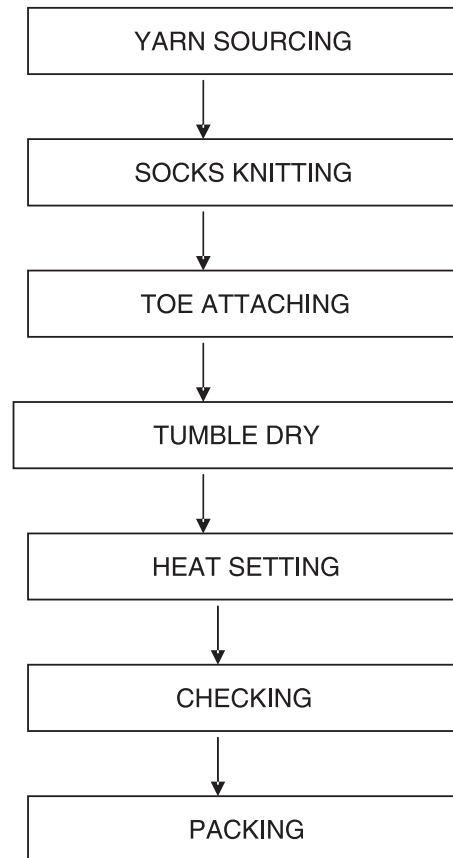 YARN SOURCING
SOCKS KNITTING
TOE ATTACHING
TUMBLE DRY
HEAT SETTING
CHECKING
PACKING